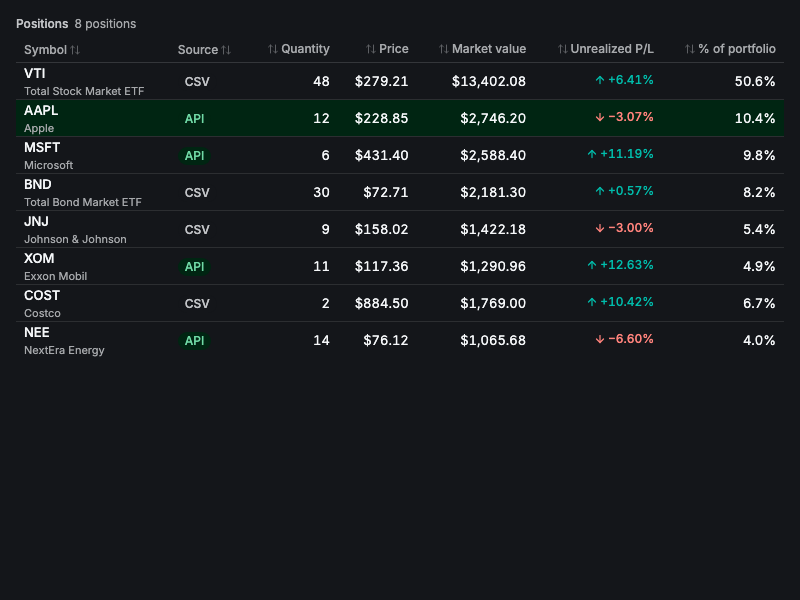 Positions 8 positions
Symbol ↑↓ Source ↑↓ ↑↓ Quantity ↑↓ Price ↑↓ Market value ↑↓ Unrealized P/L ↑↓ % of portfolio
VTI
Total Stock Market ETF CSV 48 $279.21 $13,402.08 ↑ +6.41% 50.6%
AAPL
Apple API 12 $228.85 $2,746.20 ↓ −3.07% 10.4%
MSFT
Microsoft API 6 $431.40 $2,588.40 ↑ +11.19% 9.8%
BND
Total Bond Market ETF CSV 30 $72.71 $2,181.30 ↑ +0.57% 8.2%
JNJ
Johnson & Johnson CSV 9 $158.02 $1,422.18 ↓ −3.00% 5.4%
XOM
Exxon Mobil API 11 $117.36 $1,290.96 ↑ +12.63% 4.9%
COST
Costco CSV 2 $884.50 $1,769.00 ↑ +10.42% 6.7%
NEE
NextEra Energy API 14 $76.12 $1,065.68 ↓ −6.60% 4.0%